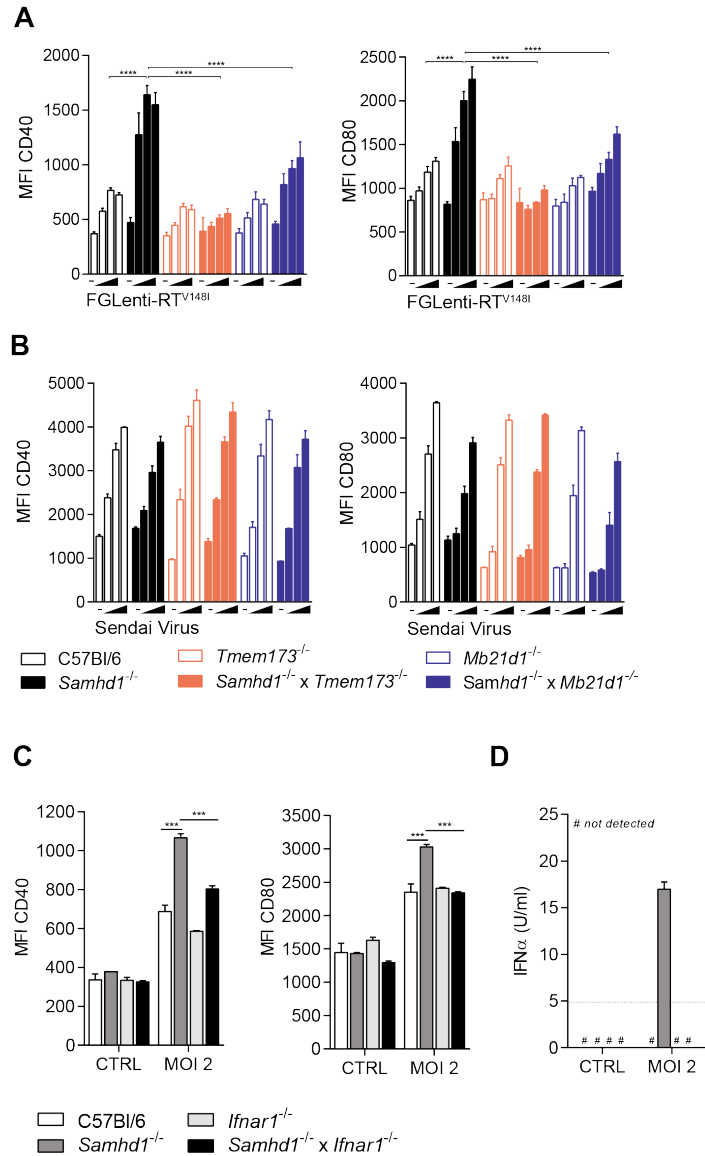 A
MFI CD40
2000
1500
1000
500
0
****
****
****
- - - - - -
FGLenti-RTV148I
MFI CD80
2500
2000
1500
1000
500
0
****
****
****
- - - - - -
FGLenti-RTV148I
B
MFI CD40
5000
4000
3000
2000
1000
0
- - - - - -
Sendai Virus
MFI CD80
4000
3000
2000
1000
0
- - - - - -
Sendai Virus
C57Bl/6
Tmem173-/-
Mb21d1-/-
Samhd1-/-
Samhd1-/- x Tmem173-/-
Samhd1-/- x Mb21d1-/-
C
MFI CD40
1200
1000
800
600
400
200
0
***
***
CTRL MOI 2
MFI CD80
3500
3000
2500
2000
1500
1000
500
0
***
***
CTRL MOI 2
D
IFNα (U/ml)
25
20
15
10
5
0
# not detected
# # # # # # #
CTRL MOI 2
C57Bl/6
Ifnar1-/-
Samhd1-/-
Samhd1-/- x Ifnar1-/-